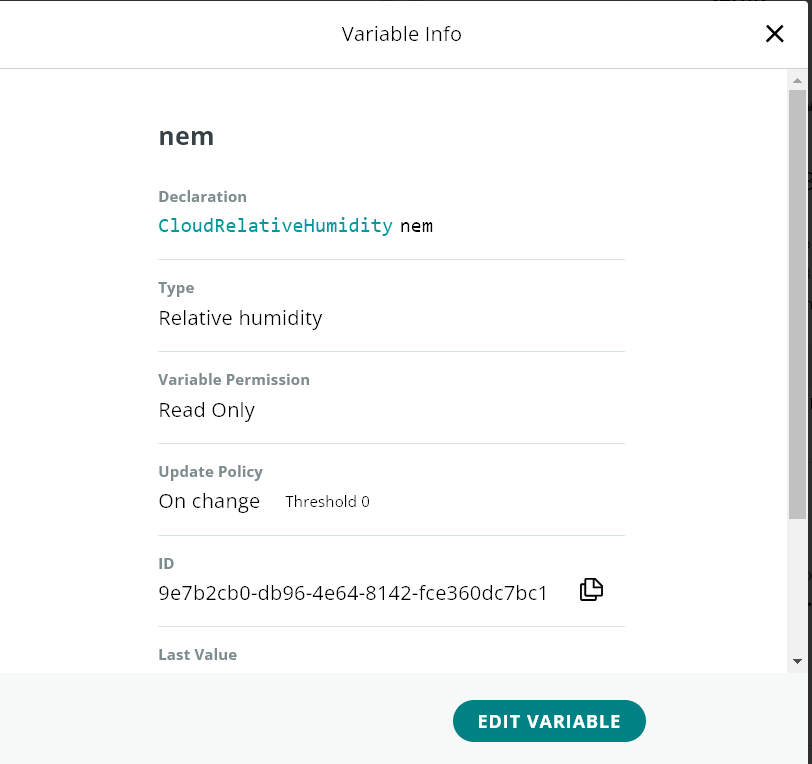 Variable Info
nem
Declaration
CloudRelativeHumidity nem
Type
Relative humidity
Variable Permission
Read Only
Update Policy
On change Threshold 0
ID
9e7b2cb0-db96-4e64-8142-fce360dc7bc1
Last Value
EDIT VARIABLE